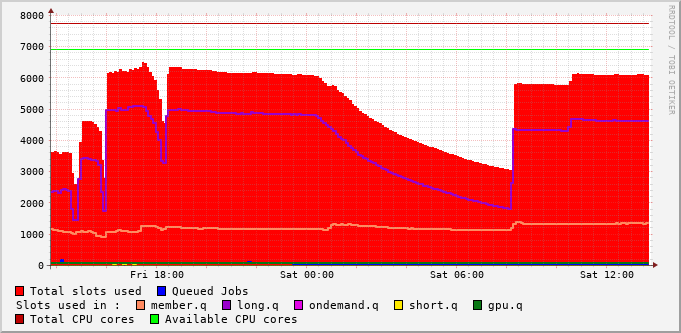 8000
7000
6000
5000
4000
3000
2000
1000
0
Fri 18:00 Sat 00:00 Sat 06:00 Sat 12:00
RRDTOOL / TOBI OETIKER
Total slots used Queued Jobs
Slots used in : member.q long.q ondemand.q short.q gpu.q
Total CPU cores Available CPU cores